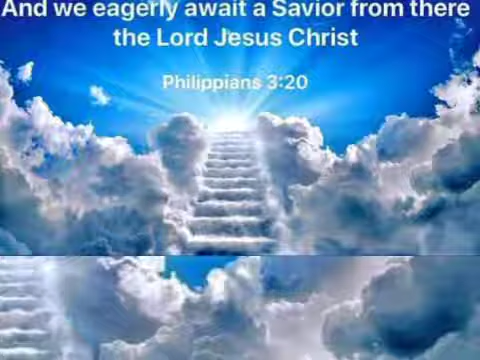 And we eagerly await a Savior from there
the Lord Jesus Christ
Philippians 3:20